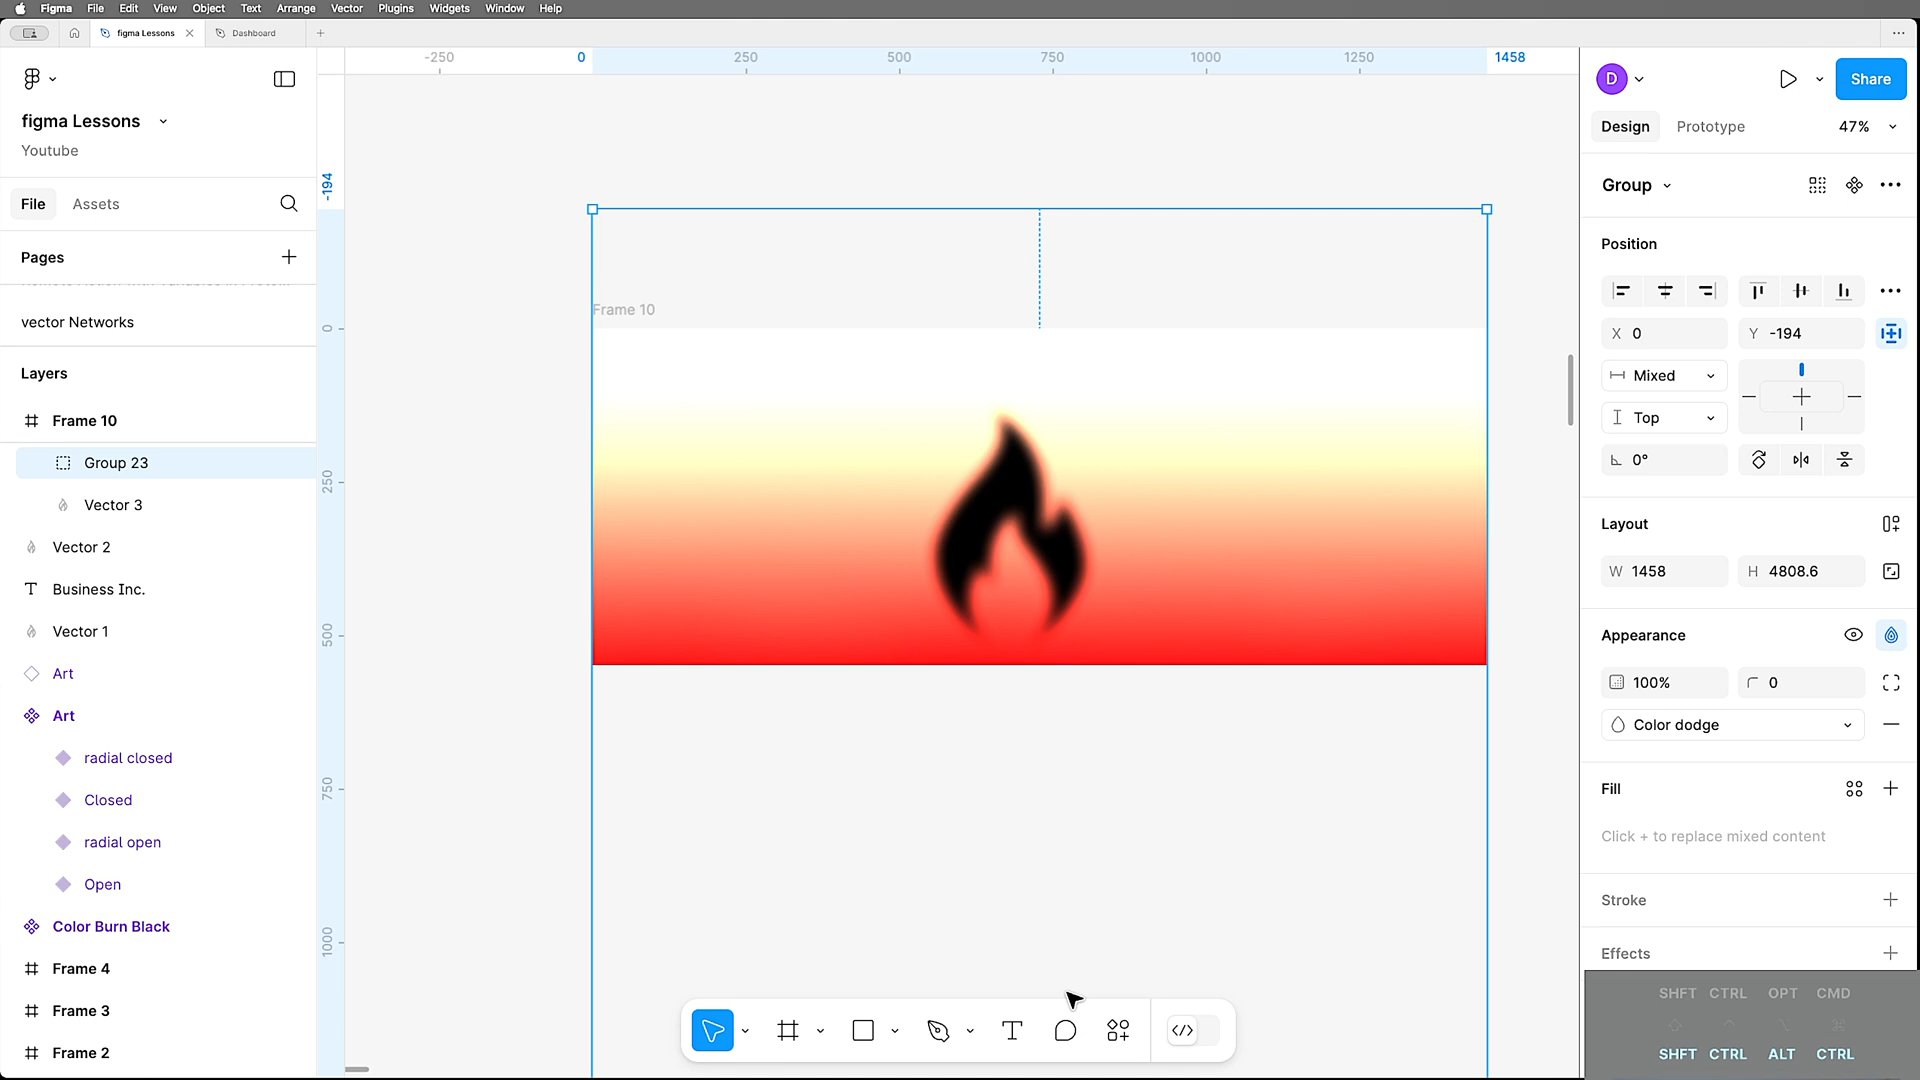 Figma File Edit View Object Text Arrange Vector Plugins Widgets Window Help
figma Lessons
Dashboard
-250 0 250 500 750 1000 1250 1458
figma Lessons
Youtube
File Assets
Pages
vector Networks
Layers
Frame 10
Group 23
Vector 3
Vector 2
Business Inc.
Vector 1
Art
Art
radial closed
Closed
radial open
Open
Color Burn Black
Frame 4
Frame 3
Frame 2
-194
0
250
500
750
1000
Frame 10
D
Share
Design Prototype 47%
Group
Position
X 0 Y -194
Mixed
Top
0°
Layout
W 1458 H 4808.6
Appearance
100% 0
Color dodge
Fill
Click + to replace mixed content
Stroke
Effects
SHFT CTRL OPT CMD
SHFT CTRL ALT CTRL